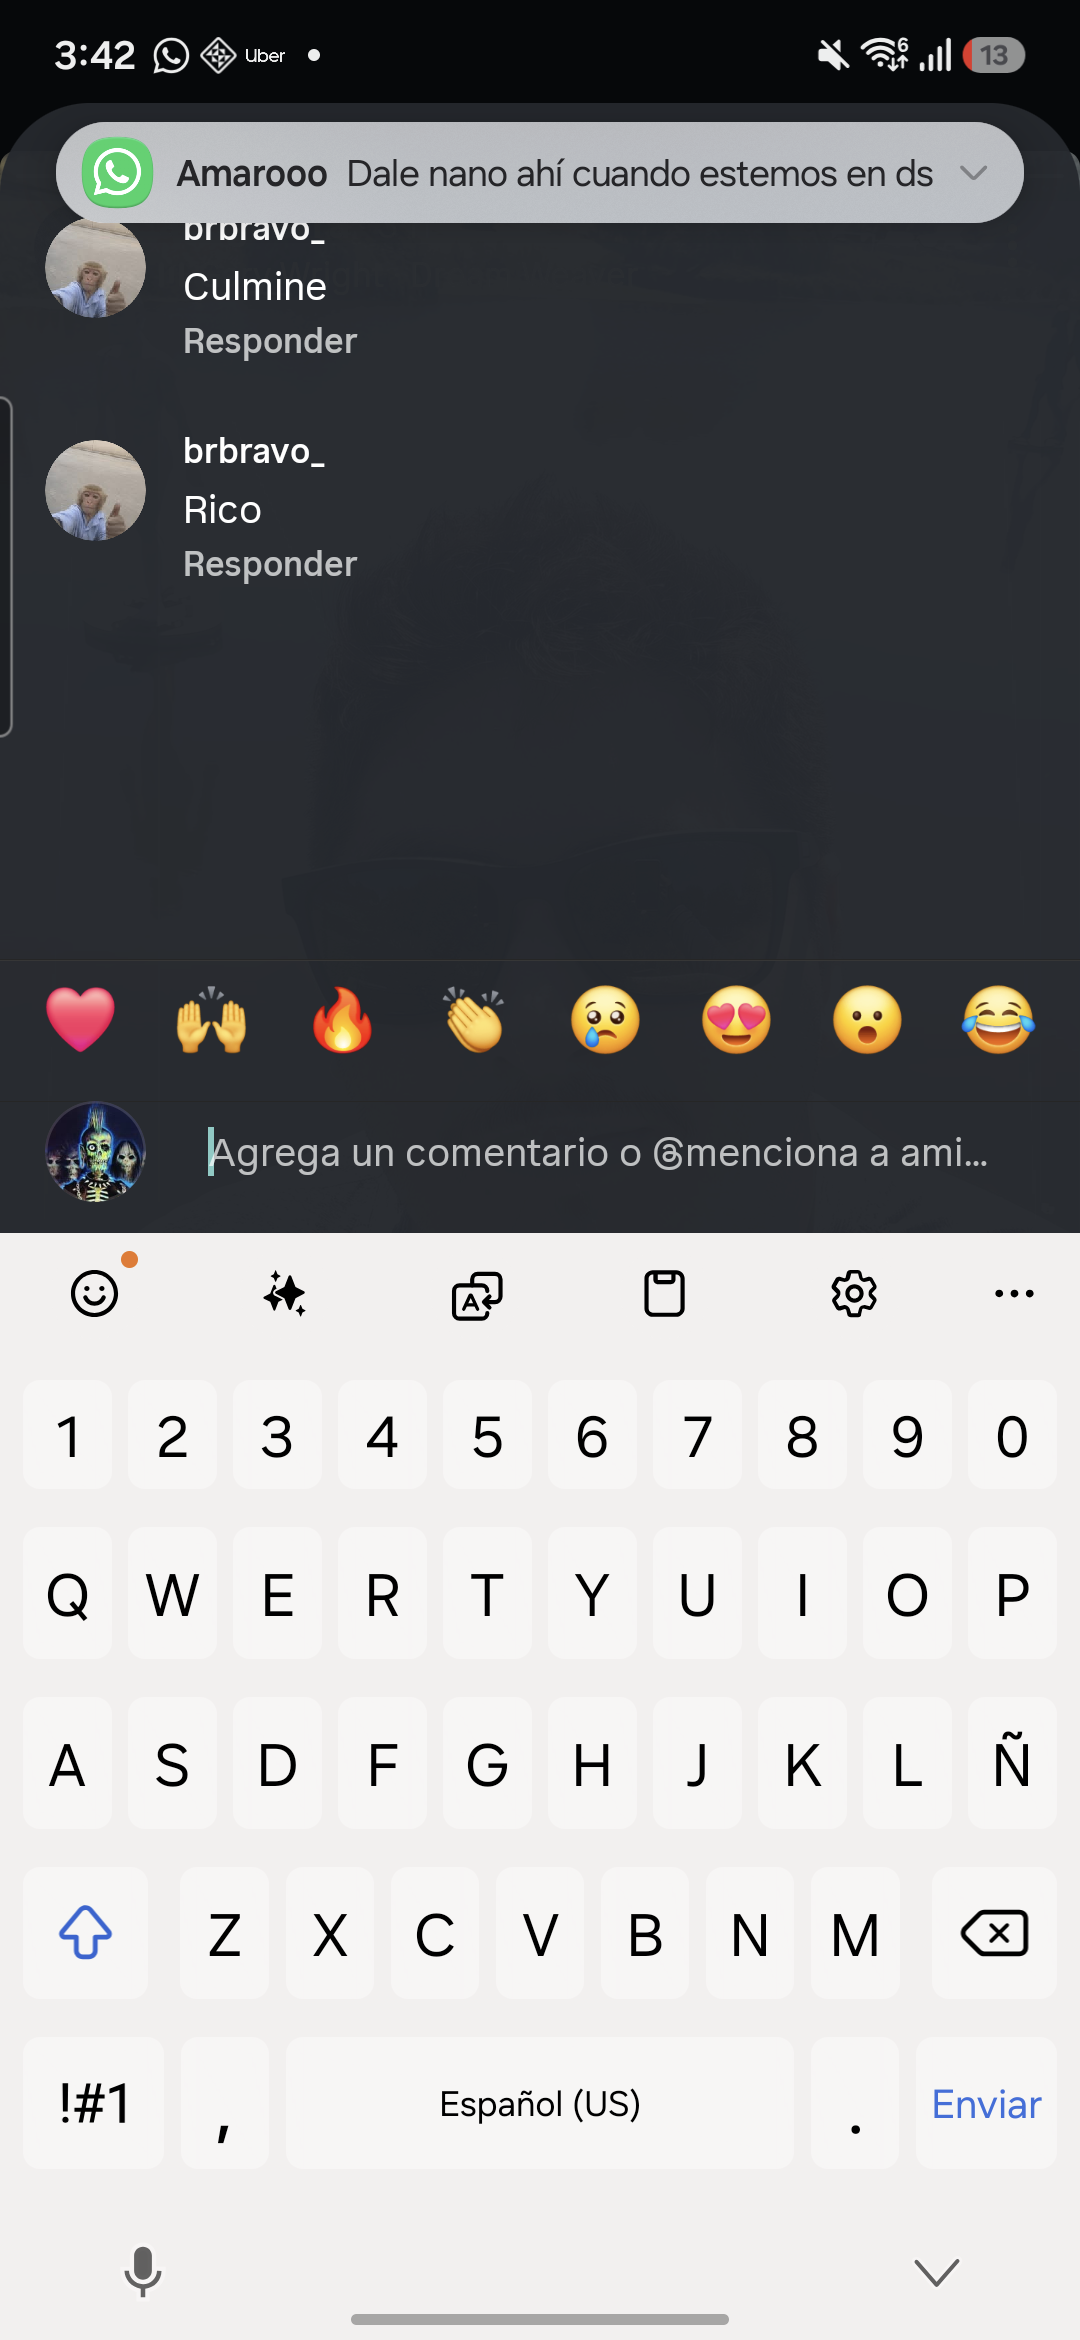 3:42 Uber 6 13
Amarooo Dale nano ahí cuando estemos en ds
brbravo_
Culmine
Responder
brbravo_
Rico
Responder
Agrega un comentario o @menciona a ami...
A
1 2 3 4 5 6 7 8 9 0
Q W E R T Y U I O P
A S D F G H J K L Ñ
Z X C V B N M
!#1 , Español (US) . Enviar